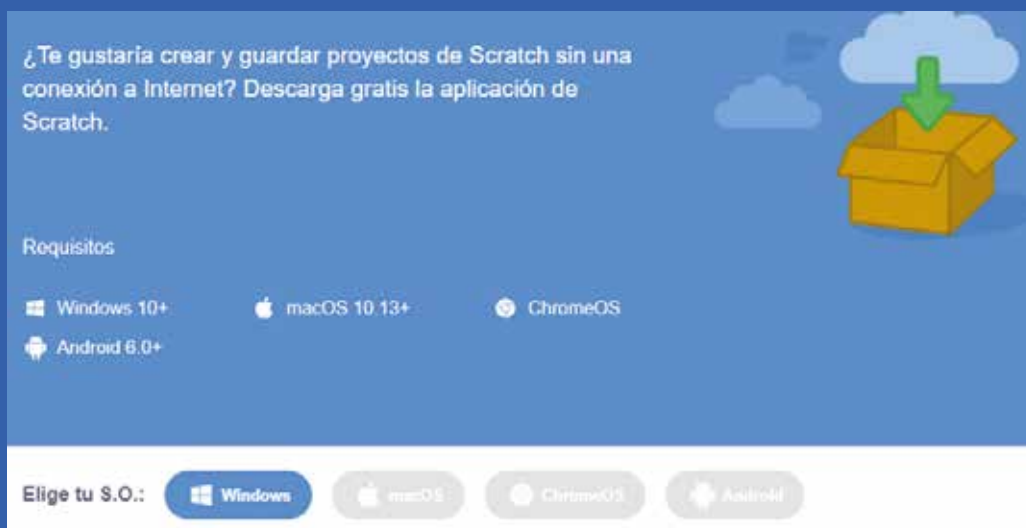 ¿Te gustaría crear y guardar proyectos de Scratch sin una
conexión a Internet? Descarga gratis la aplicación de
Scratch.
Requisitos
Windows 10+
macOS 10.13+
ChromeOS
Android 6.0+
Elige tu S.O.:
Windows
macOS
ChromeOS
Android